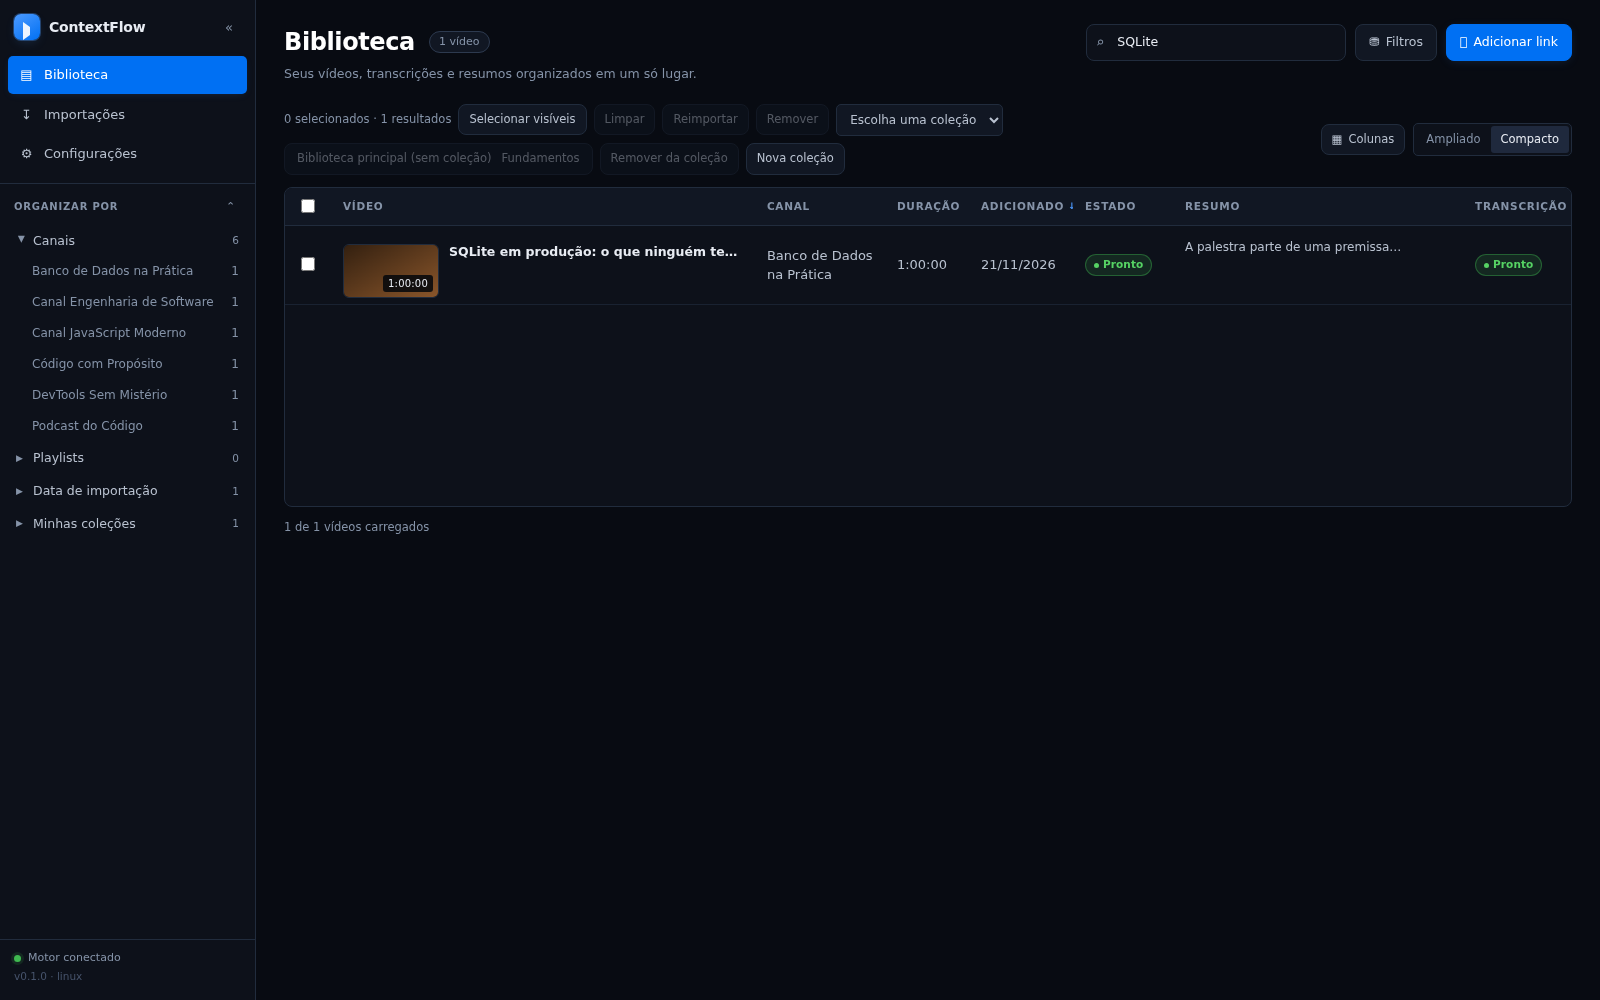 ContextFlow
«
Biblioteca
Importações
Configurações
ORGANIZAR POR
Canais 6
Banco de Dados na Prática 1
Canal Engenharia de Software 1
Canal JavaScript Moderno 1
Código com Propósito 1
DevTools Sem Mistério 1
Podcast do Código 1
Playlists 0
Data de importação 1
Minhas coleções 1
Motor conectado
v0.1.0 · linux
Biblioteca
1 vídeo
Seus vídeos, transcrições e resumos organizados em um só lugar.
SQLite
Filtros
Adicionar link
0 selecionados · 1 resultados
Selecionar visíveis
Limpar
Reimportar
Remover
Escolha uma coleção
Biblioteca principal (sem coleção) Fundamentos
Remover da coleção
Nova coleção
Colunas
Ampliado
Compacto
VÍDEO CANAL DURAÇÃO ADICIONADO ↓ ESTADO RESUMO TRANSCRIÇÃO
1:00:00
SQLite em produção: o que ninguém te…
Banco de Dados
na Prática
1:00:00
21/11/2026
Pronto
A palestra parte de uma premissa…
Pronto
1 de 1 vídeos carregados